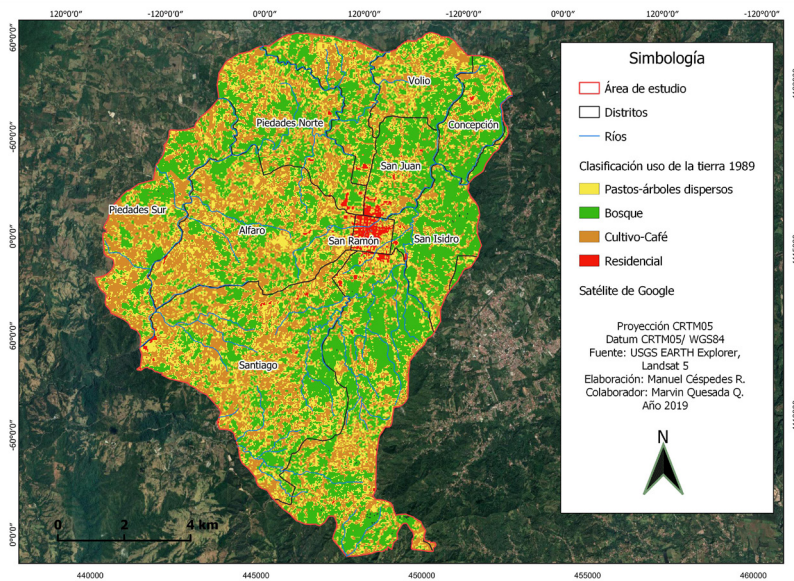 120°0'0"
-120°0'0"
0°0'0"
120°0'0"
-120°0'0"
0°0'0"
120°0'0"
-120°0'0"
60°0'0"
-60°0'0"
0°0'0"
60°0'0"
-60°0'0"
0°0'0"
Volio
Piedades Norte
Concepción
San Juan
Piedades Sur
Alfaro
San Ramón
San Isidro
Santiago
0 2 4 km
Simbología
Área de estudio
Distritos
Ríos
Clasificación uso de la tierra 1989
Pastos-árboles dispersos
Bosque
Cultivo-Café
Residencial
Satélite de Google
Proyección CRTM05
Datum CRTM05/ WGS84
Fuente: USGS EARTH Explorer,
Landsat 5
Elaboración: Manuel Céspedes R.
Colaborador: Marvin Quesada Q.
Año 2019
N
440000
445000
450000
455000
460000